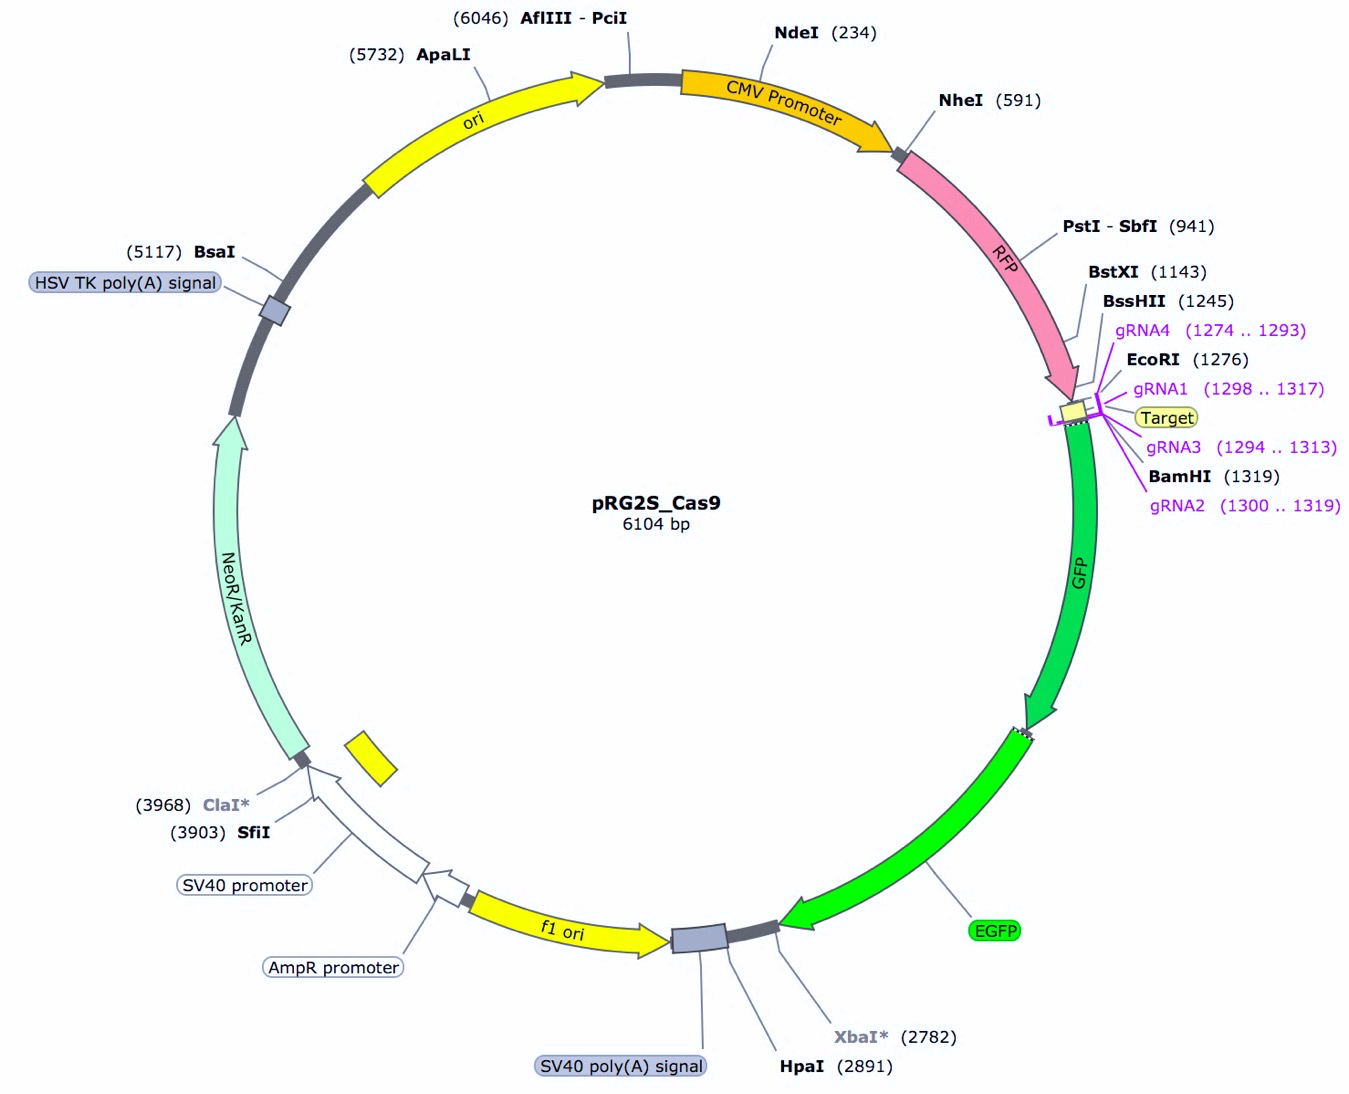 (6046) AflIII - PciI
NdeI (234)
(5732) ApaLI
CMV Promoter
NheI (591)
ori
PstI - SbfI (941)
RFP
(5117) BsaI
BstXI (1143)
HSV TK poly(A) signal
BssHII (1245)
gRNA4 (1274 .. 1293)
EcoRI (1276)
gRNA1 (1298 .. 1317)
Target
gRNA3 (1294 .. 1313)
BamHI (1319)
gRNA2 (1300 .. 1319)
pRG2S_Cas9
6104 bp
GFP
NeoR/KanR
(3968) ClaI*
(3903) SfiI
SV40 promoter
f1 ori
EGFP
AmpR promoter
XbaI* (2782)
SV40 poly(A) signal
HpaI (2891)